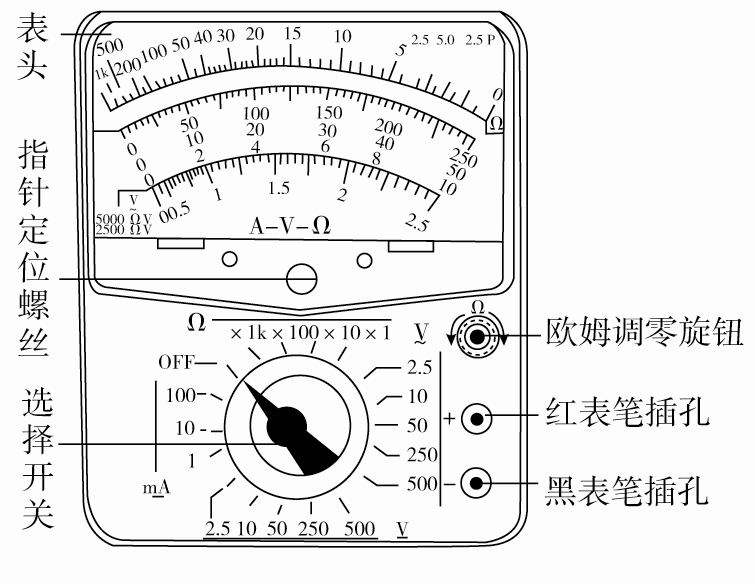 表头
500
1k 200 100 50 40 30 20 15 10 5 2.5 5.0 2.5 P
0
Ω
0 50 100 150 200 250
0 10 20 30 40 50
0 2 4 6 8 10
V
~
5000 Ω V
2500 Ω V
00.5 1 1.5 2 2.5
A-V-Ω
指针定位螺丝
Ω × 1k × 100 × 10 × 1 V
Ω
欧姆调零旋钮
OFF
2.5
100
10
选择开关
10
50
+
红表笔插孔
1
250
mA
500
−
黑表笔插孔
2.5 10 50 250 500 V